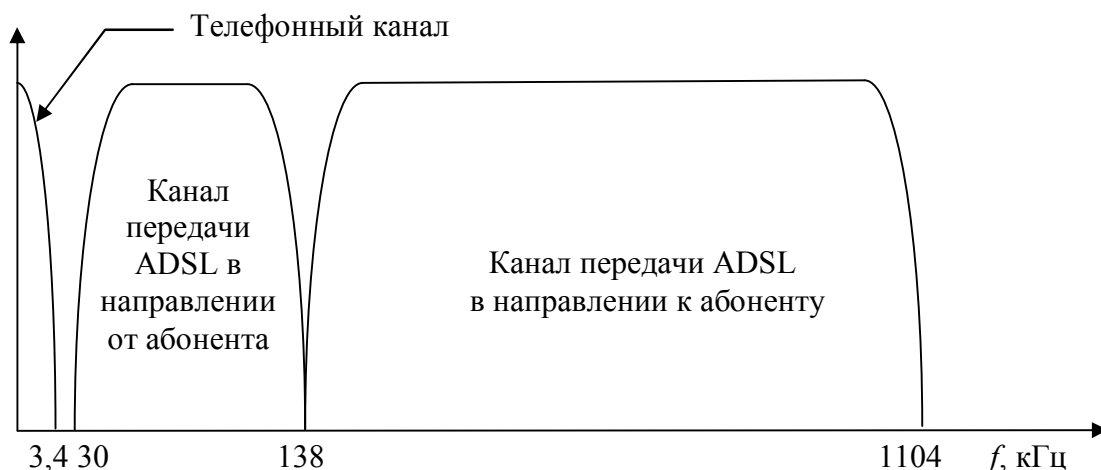 Телефонный канал
Канал
передачи
ADSL в
направлении
от абонента
Канал передачи ADSL
в направлении к абоненту
3,4 30 138 1104 f, кГц